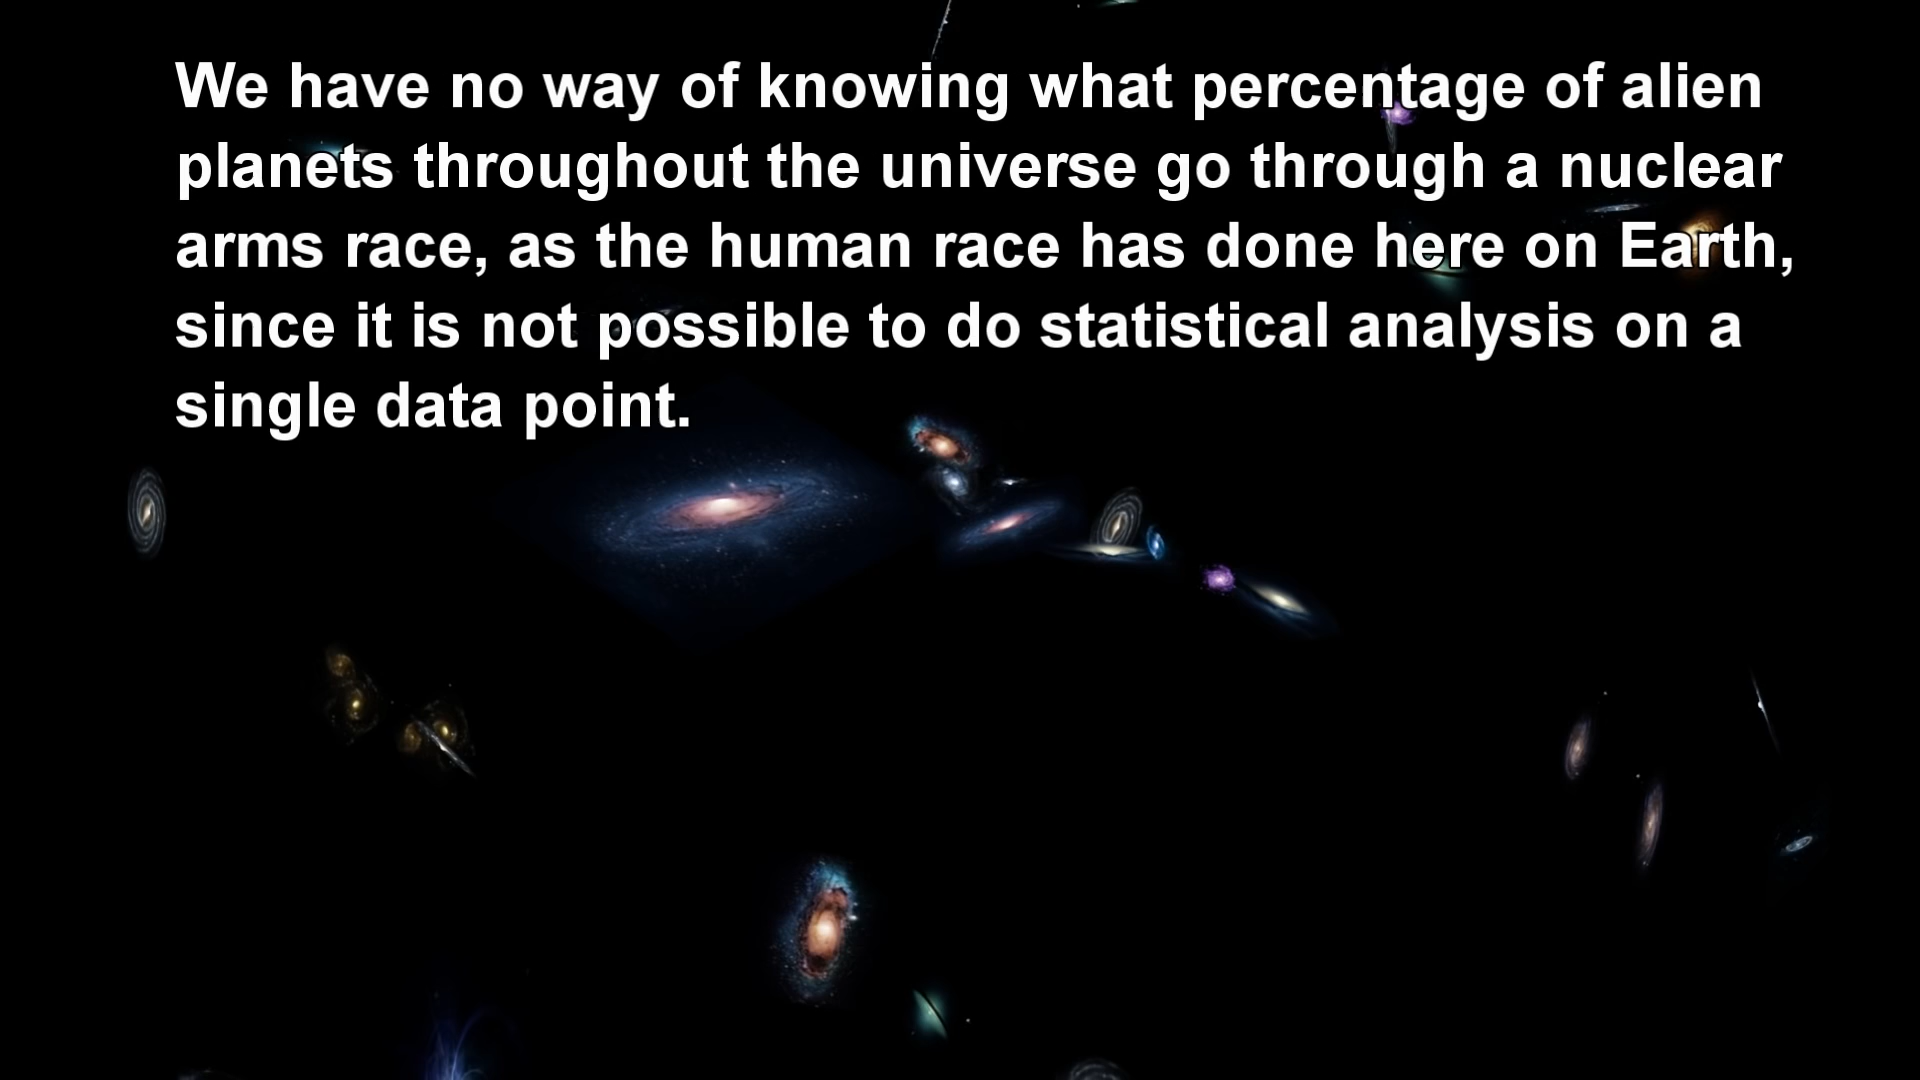 We have no way of knowing what percentage of alien
planets throughout the universe go through a nuclear
arms race, as the human race has done here on Earth,
since it is not possible to do statistical analysis on a
single data point.